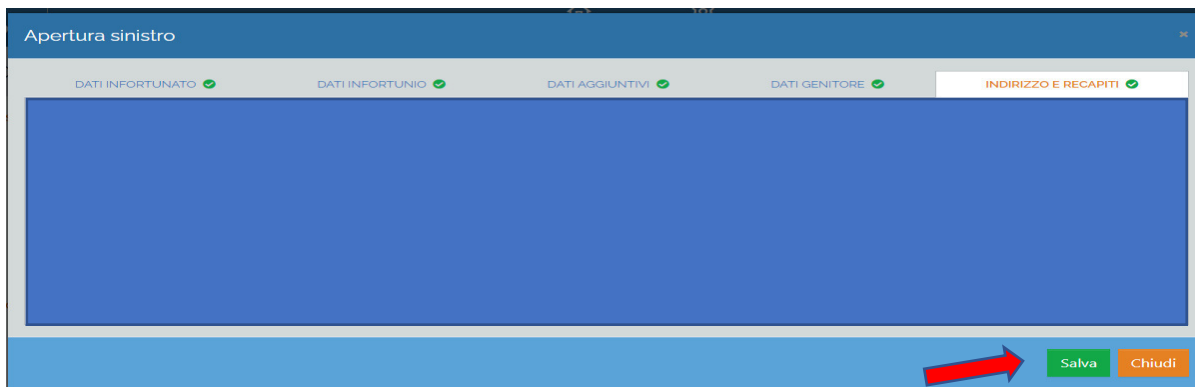 Apertura sinistro
DATI INFORTUNATO DATI INFORTUNIO DATI AGGIUNTIVI DATI GENITORE INDIRIZZO E RECAPITI
Salva Chiudi